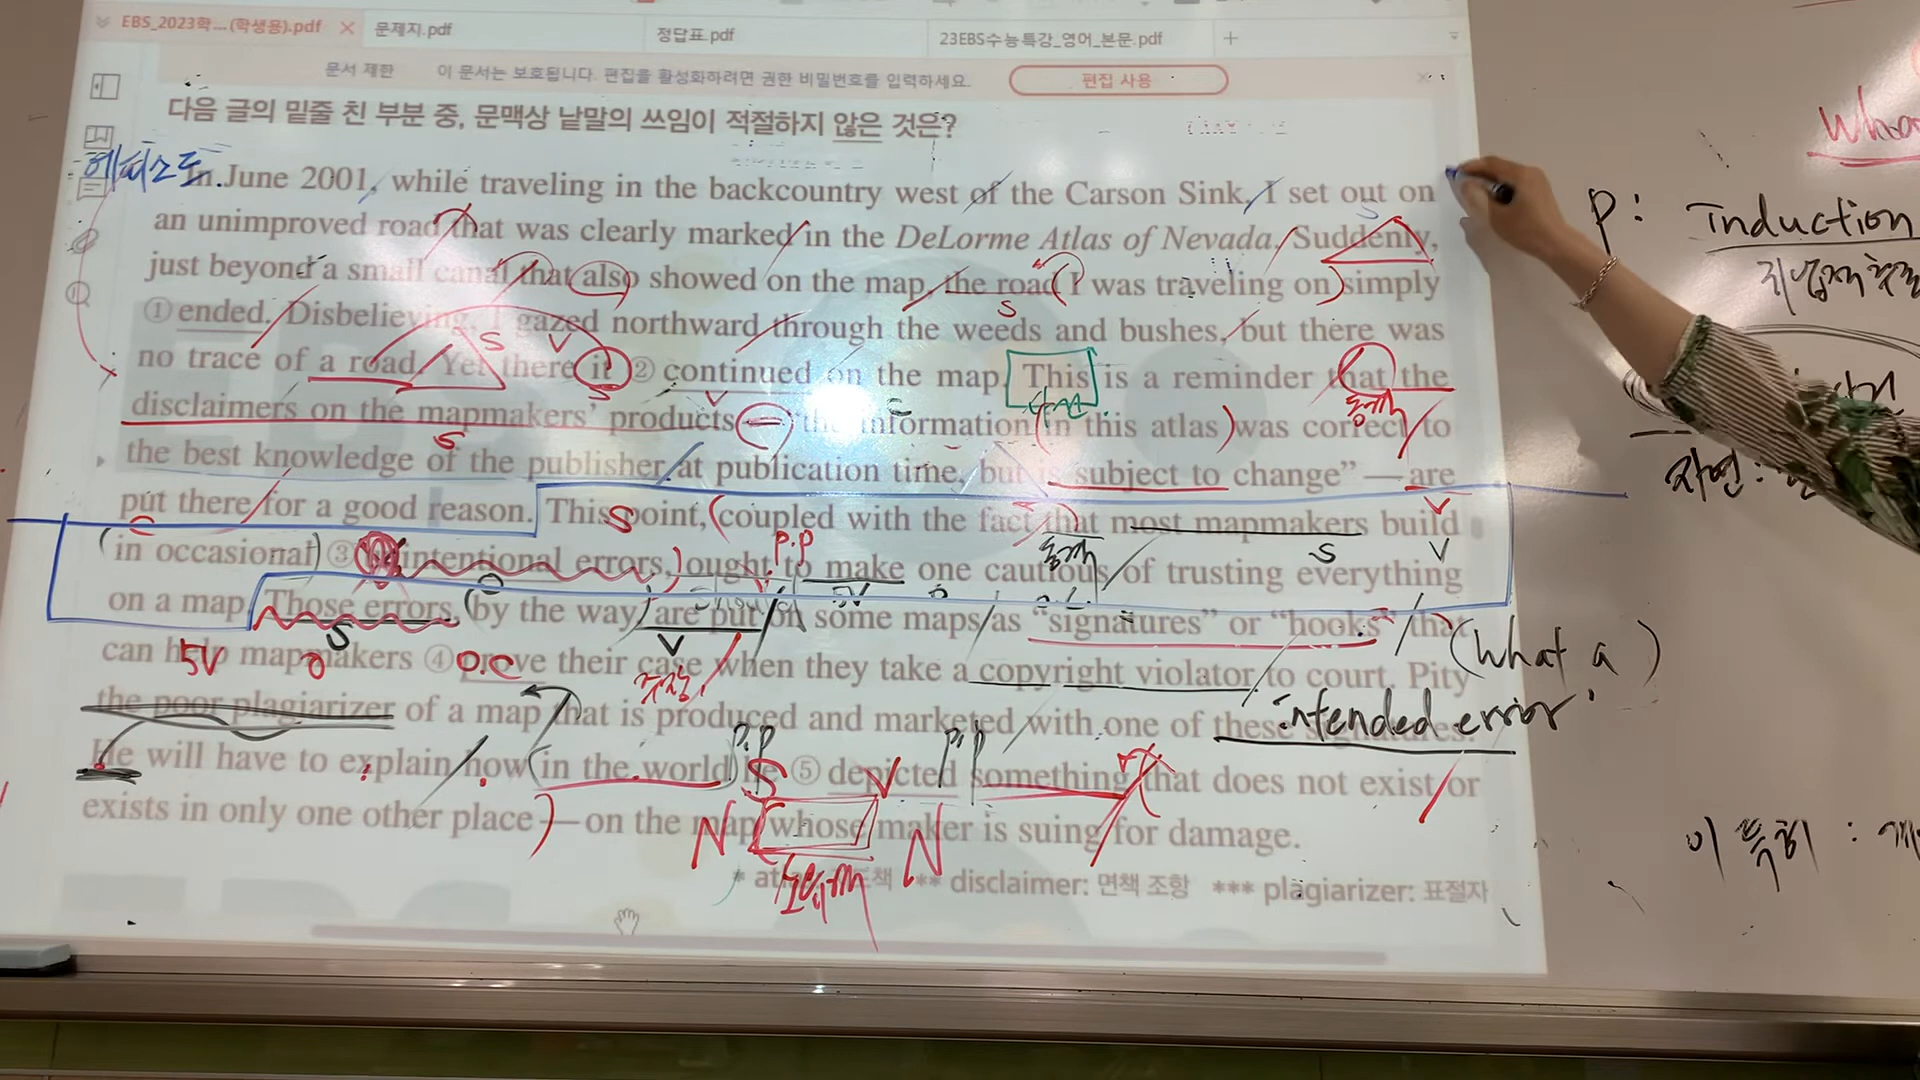 EBS_2023학...(학생용).pdf × 문제지.pdf 정답표.pdf 23EBS수능특강_영어_본문.pdf +
문서 제한 이 문서는 보호됩니다. 편집을 활성화하려면 권한 비밀번호를 입력하세요. 편집 사용
다음 글의 밑줄 친 부분 중, 문맥상 낱말의 쓰임이 적절하지 않은 것은?
에피소드
In June 2001, while traveling in the backcountry west of the Carson Sink, I set out on
an unimproved road that was clearly marked in the DeLorme Atlas of Nevada. Suddenly,
just beyond a small canal that also showed on the map, the road I was traveling on simply
S
① ended. Disbelieving, I gazed northward through the weeds and bushes, but there was
S V
no trace of a road. Yet there it ② continued on the map. This is a reminder that the
S V 동격
disclaimers on the mapmakers' products — "the information in this atlas was correct to
S
the best knowledge of the publisher at publication time, but is subject to change" — are
V
put there for a good reason. This point, coupled with the fact that most mapmakers build
S P.P 동격 S V
in occasional ③ intentional errors, ought to make one cautious of trusting everything
5V O O.C
on a map. Those errors, by the way, are put on some maps as "signatures" or "hooks" that
S V
can help mapmakers ④ prove their case when they take a copyright violator to court. Pity
5V O O.C 주장
(What a )
the poor plagiarizer of a map that is produced and marketed with one of these signatures.
intended error
P.P P.P
He will have to explain how in the world he ⑤ depicted something that does not exist or
S V
exists in only one other place — on the map whose maker is suing for damage.
N N
* *** disclaimer: 면책 조항 *** plagiarizer: 표절자
P: induction
이 특히 :